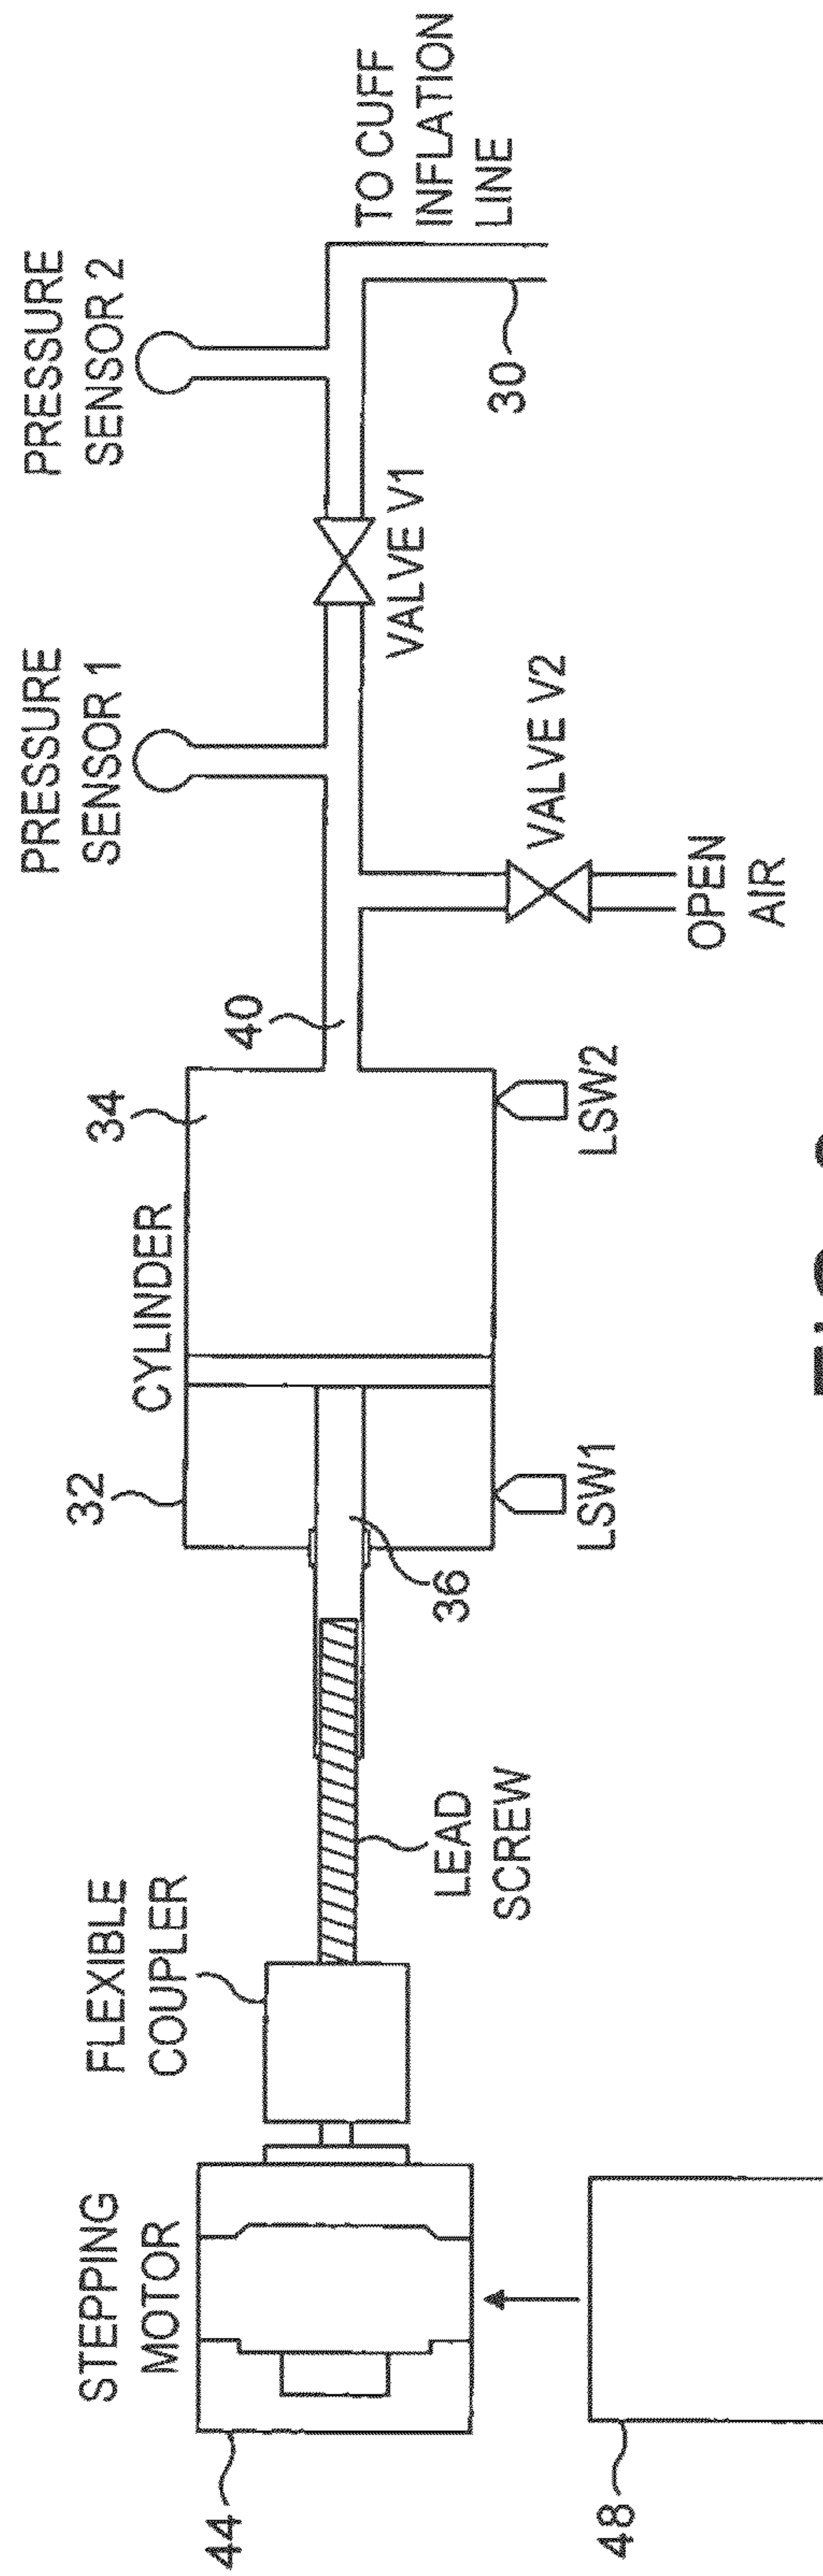 PRESSURE
SENSOR 2
TO CUFF
INFLATION
LINE
30
VALVE V1
PRESSURE
SENSOR 1
VALVE V2
OPEN
AIR
40
34
CYLINDER
32
LSW2
LSW1
36
LEAD
SCREW
FLEXIBLE
COUPLER
STEPPING
MOTOR
44
48